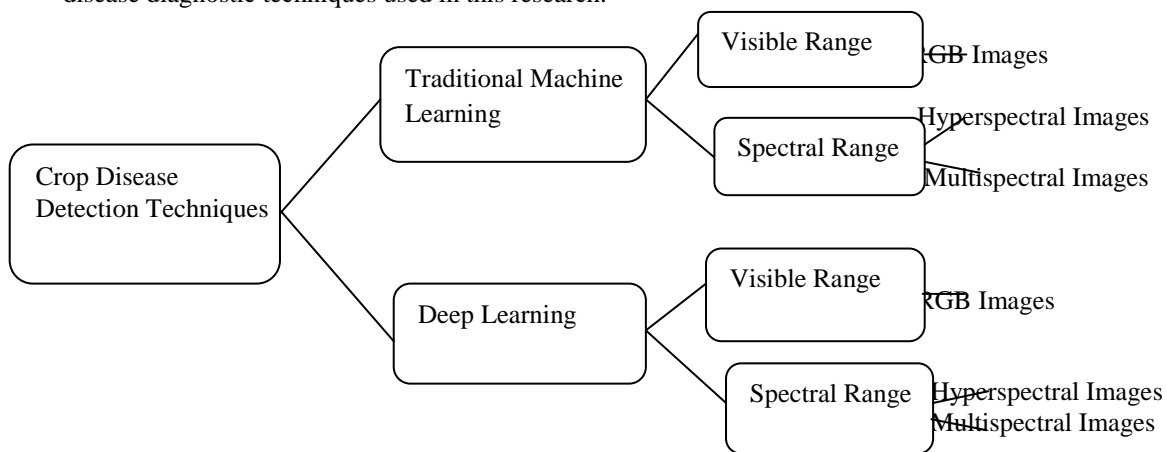 disease diagnostic techniques used in this research.
Visible Range
RGB Images
Traditional Machine
Learning
Hyperspectral Images
Spectral Range
Multispectral Images
Crop Disease
Detection Techniques
Visible Range
RGB Images
Deep Learning
Spectral Range
Hyperspectral Images
Multispectral Images